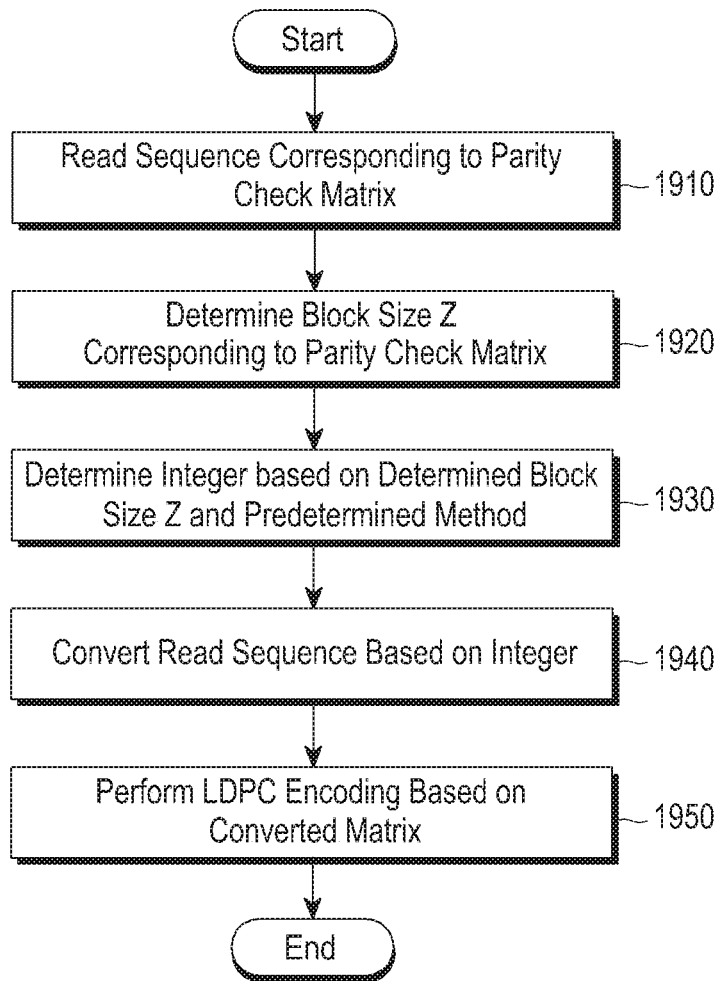 Start
Read Sequence Corresponding to Parity
Check Matrix
1910
Determine Block Size Z
Corresponding to Parity Check Matrix
1920
Determine Integer based on Determined Block
Size Z and Predetermined Method
1930
Convert Read Sequence Based on Integer
1940
Perform LDPC Encoding Based on
Converted Matrix
1950
End